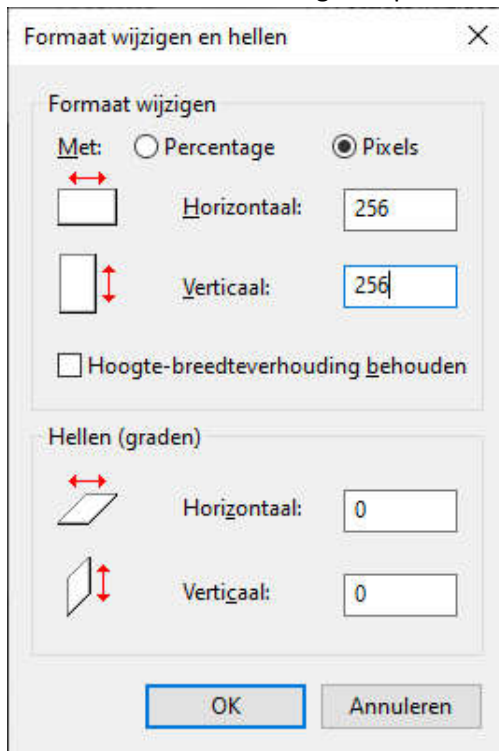 Formaat wijzigen en hellen
Formaat wijzigen
Met: Percentage Pixels
Horizontaal: 256
Verticaal: 256
Hoogte-breedteverhouding behouden
Hellen (graden)
Horizontaal: 0
Verticaal: 0
OK Annuleren